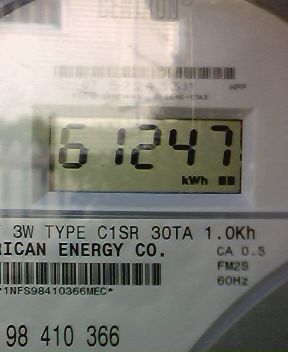 61247
kWh
3W TYPE C1SR 30TA 1.0Kh
RICAN ENERGY CO.
CA 0.5
FM2S
60Hz
*1NFS98410366MEC*
98 410 366